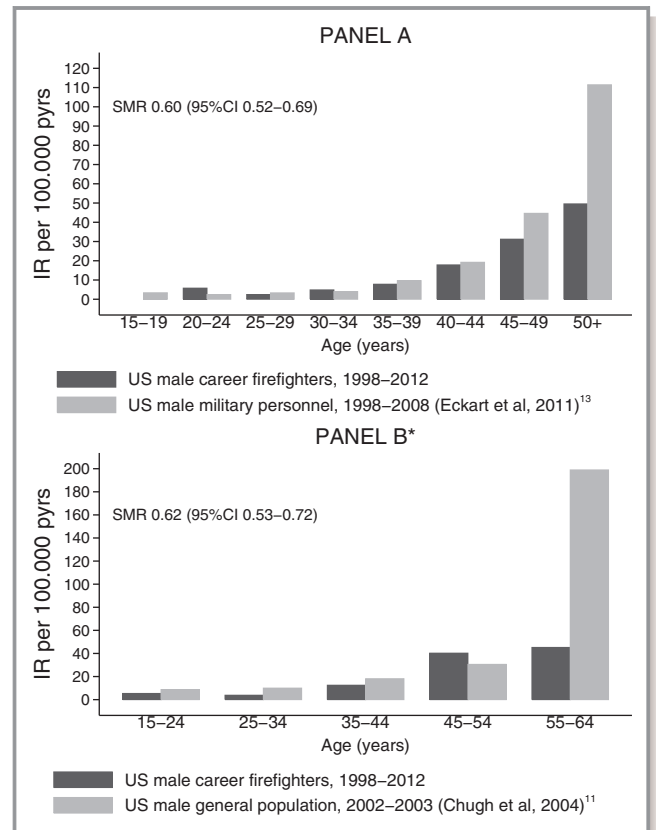 PANEL A
IR per 100.000 pyrs
120
110
100
90
80
70
60
50
40
30
20
10
0
SMR 0.60 (95%CI 0.52–0.69)
15–19 20–24 25–29 30–34 35–39 40–44 45–49 50+
Age (years)
US male career firefighters, 1998–2012
US male military personnel, 1998–2008 (Eckart et al, 2011)¹³
PANEL B*
IR per 100.000 pyrs
200
180
160
140
120
100
80
60
40
20
0
SMR 0.62 (95%CI 0.53–0.72)
15–24 25–34 35–44 45–54 55–64
Age (years)
US male career firefighters, 1998–2012
US male general population, 2002–2003 (Chugh et al, 2004)¹¹